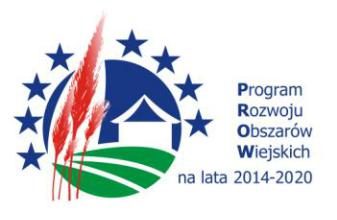 Program
Rozwoju
Obszarów
Wiejskich
na lata 2014-2020